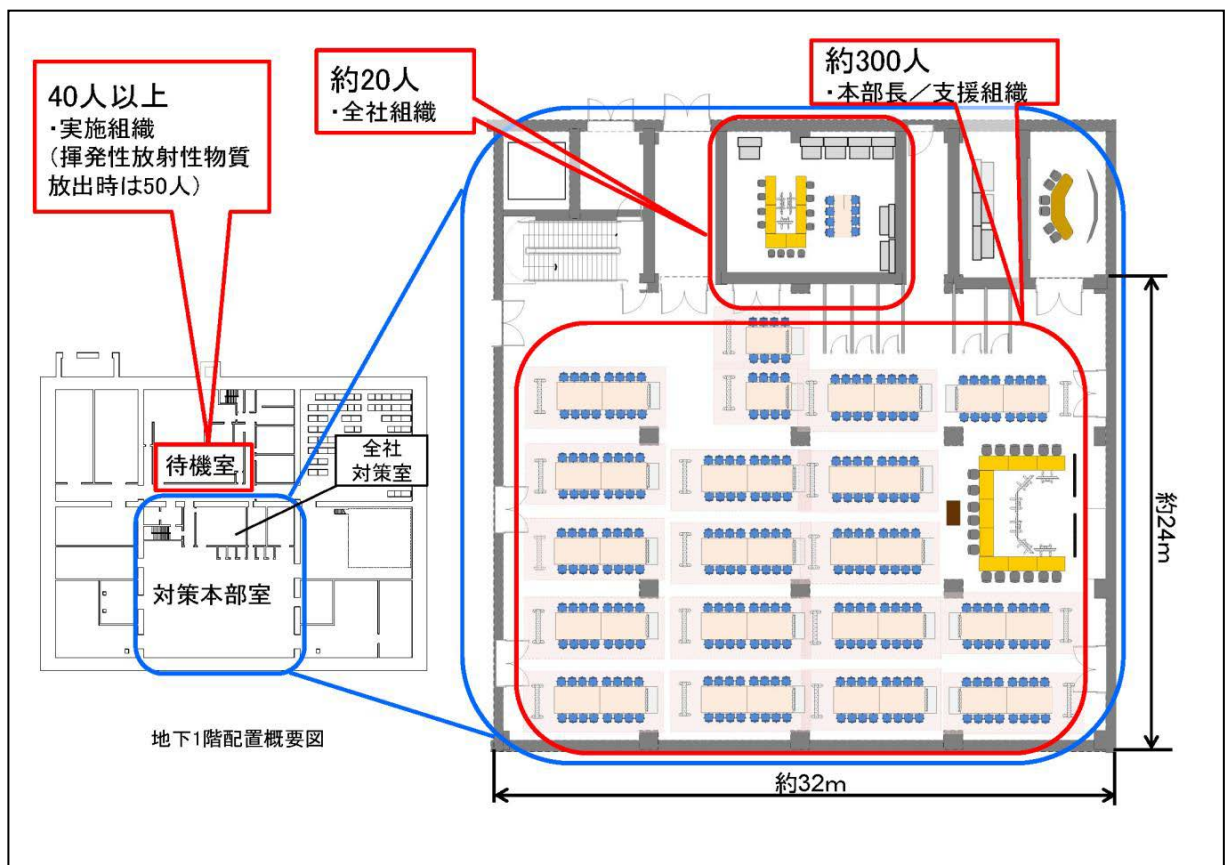 40人以上
・実施組織
(揮発性放射性物質
放出時は50人)
約20人
・全社組織
約300人
・本部長／支援組織
待機室
全社
対策室
対策本部室
地下1階配置概要図
約24m
約32m